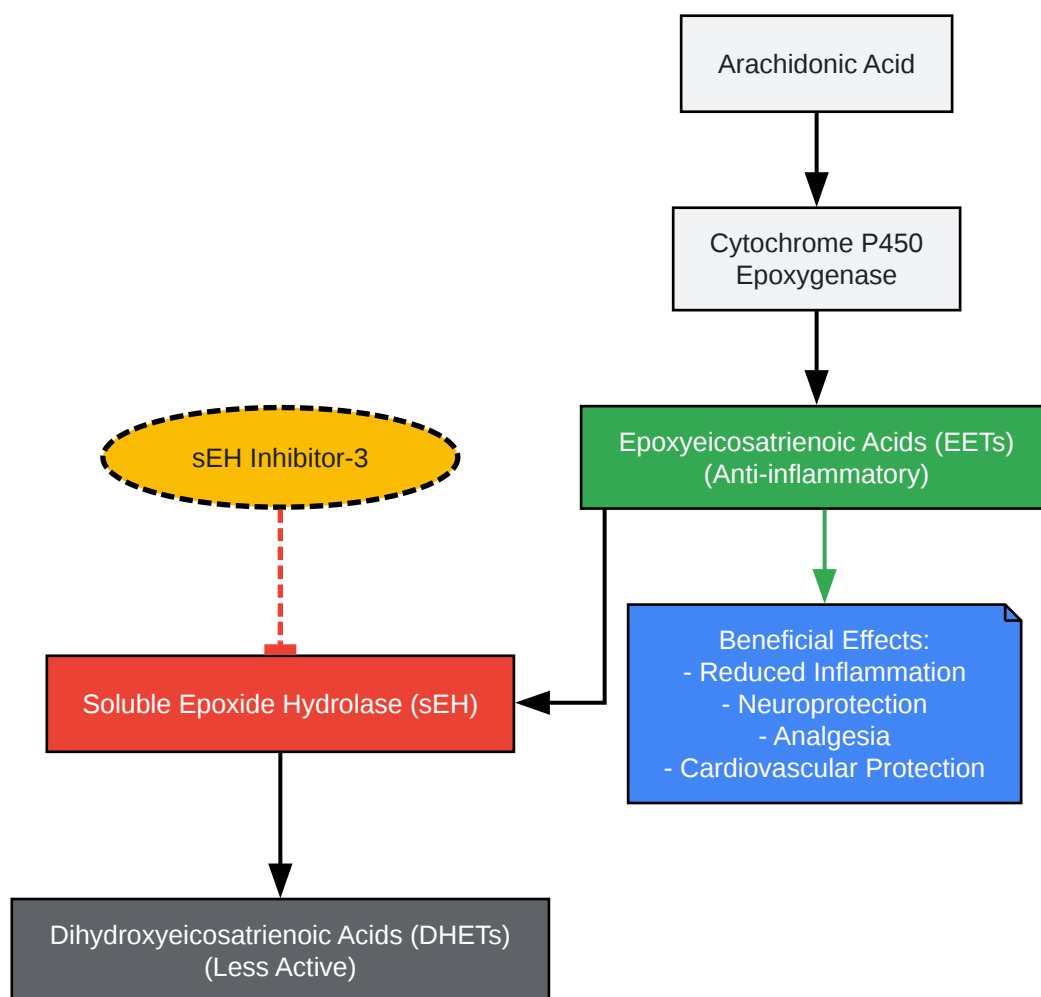 Arachidonic Acid
Cytochrome P450
Epoxygenase
Epoxyeicosatrienoic Acids (EETs)
(Anti-inflammatory)
sEH Inhibitor-3
Beneficial Effects:
- Reduced Inflammation
- Neuroprotection
- Analgesia
- Cardiovascular Protection
Soluble Epoxide Hydrolase (sEH)
Dihydroxyeicosatrienoic Acids (DHETs)
(Less Active)